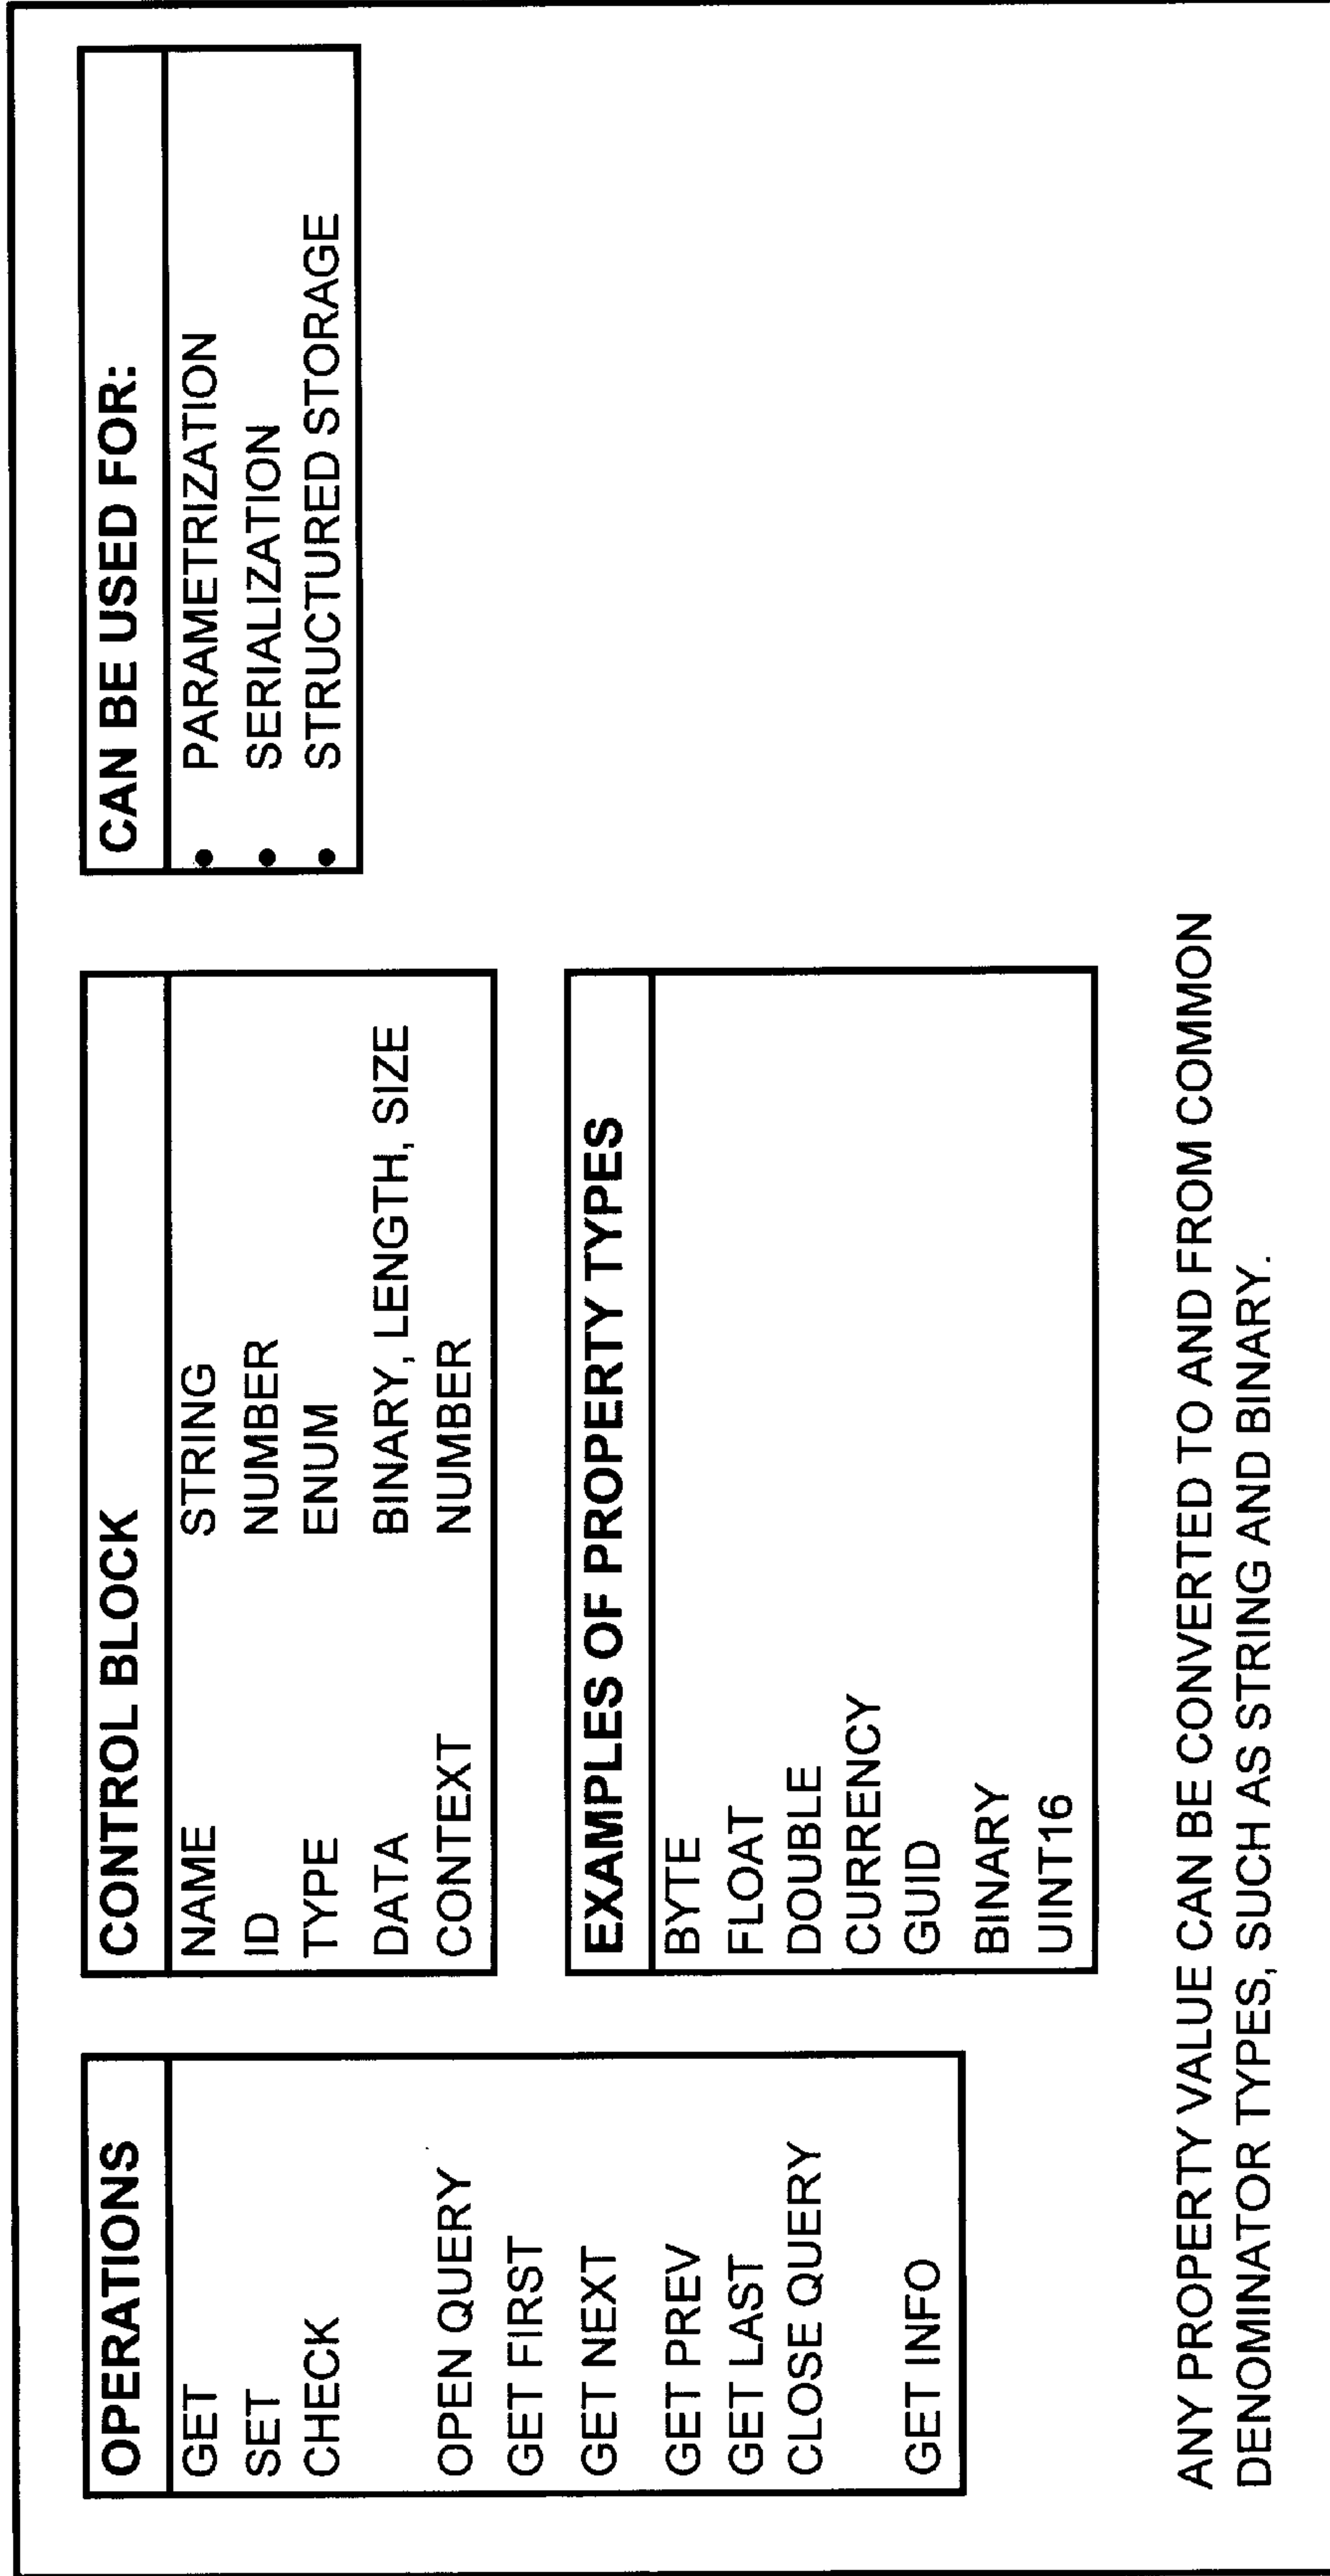 OPERATIONS
GET
SET
CHECK
OPEN QUERY
GET FIRST
GET NEXT
GET PREV
GET LAST
CLOSE QUERY
GET INFO
CONTROL BLOCK
NAME STRING
ID NUMBER
TYPE ENUM
DATA BINARY, LENGTH, SIZE
CONTEXT NUMBER
EXAMPLES OF PROPERTY TYPES
BYTE
FLOAT
DOUBLE
CURRENCY
GUID
BINARY
UINT16
CAN BE USED FOR:
• PARAMETRIZATION
• SERIALIZATION
• STRUCTURED STORAGE
ANY PROPERTY VALUE CAN BE CONVERTED TO AND FROM COMMON
DENOMINATOR TYPES, SUCH AS STRING AND BINARY.